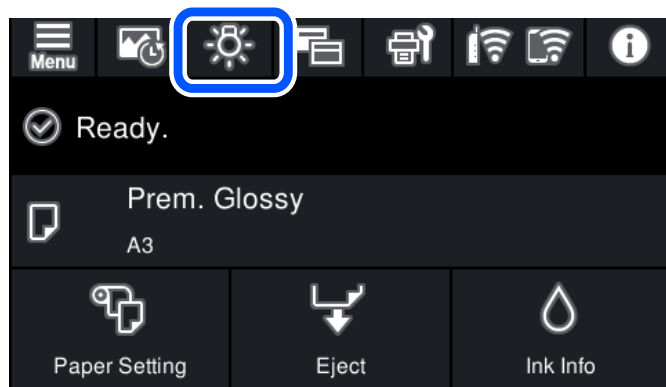 Menu
Ready.
Prem. Glossy
A3
Paper Setting
Eject
Ink Info